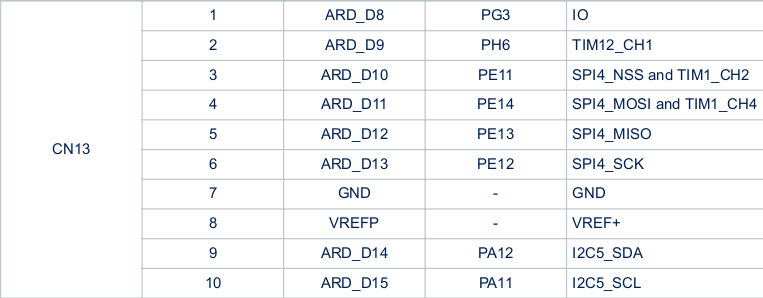 1 ARD_D8 PG3 IO
2 ARD_D9 PH6 TIM12_CH1
3 ARD_D10 PE11 SPI4_NSS and TIM1_CH2
4 ARD_D11 PE14 SPI4_MOSI and TIM1_CH4
CN13 5 ARD_D12 PE13 SPI4_MISO
6 ARD_D13 PE12 SPI4_SCK
7 GND - GND
8 VREFP - VREF+
9 ARD_D14 PA12 I2C5_SDA
10 ARD_D15 PA11 I2C5_SCL